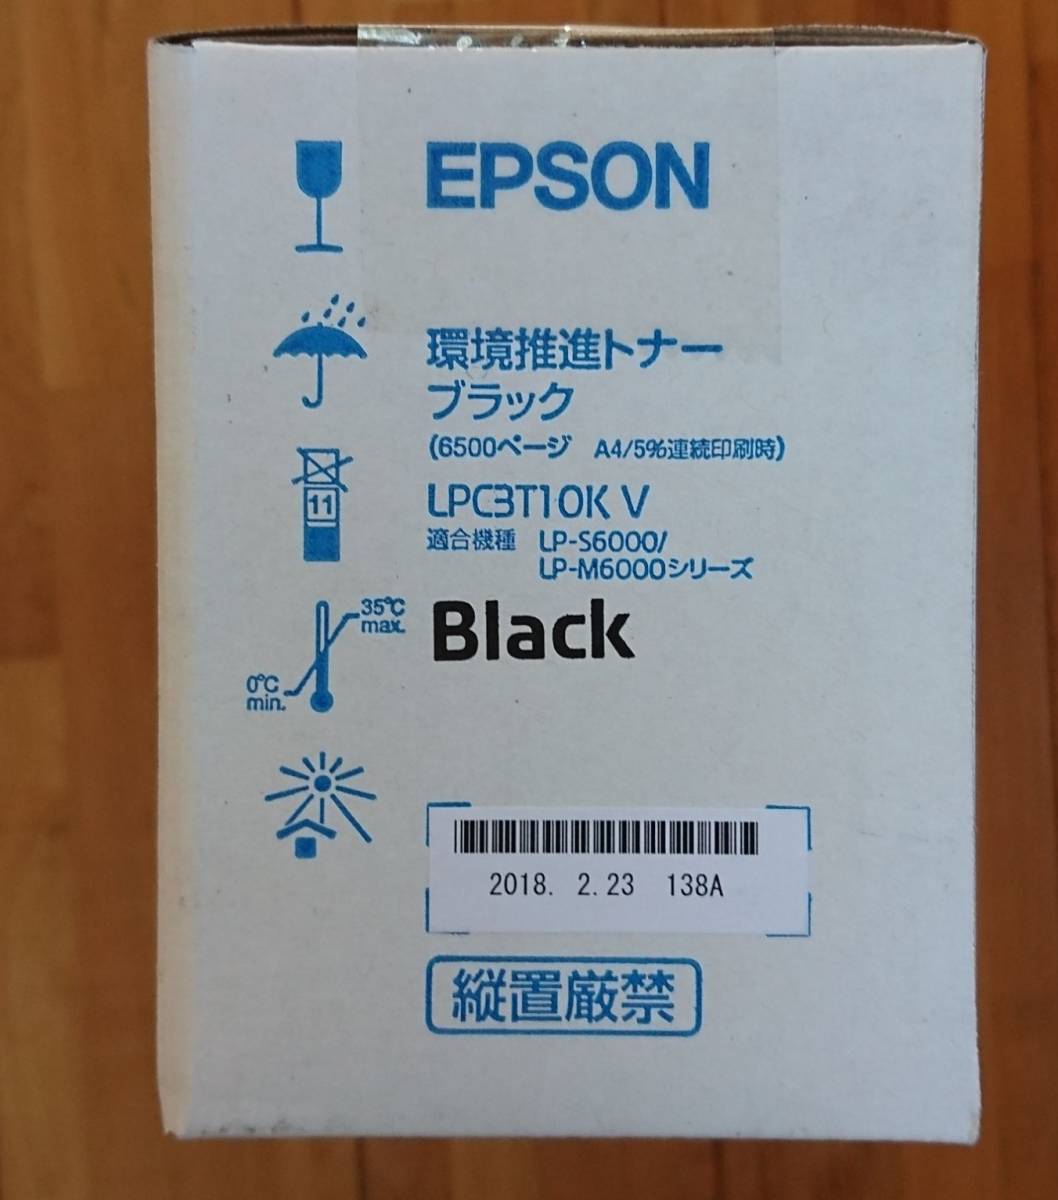 EPSON
環境推進トナー
ブラック
(6500ページ　A4/5%連続印刷時)
LPC3T10K V
適合機種　LP-S6000/
LP-M6000シリーズ
Black
11
35℃
max.
0℃
min.
2018. 2.23 138A
縦置厳禁